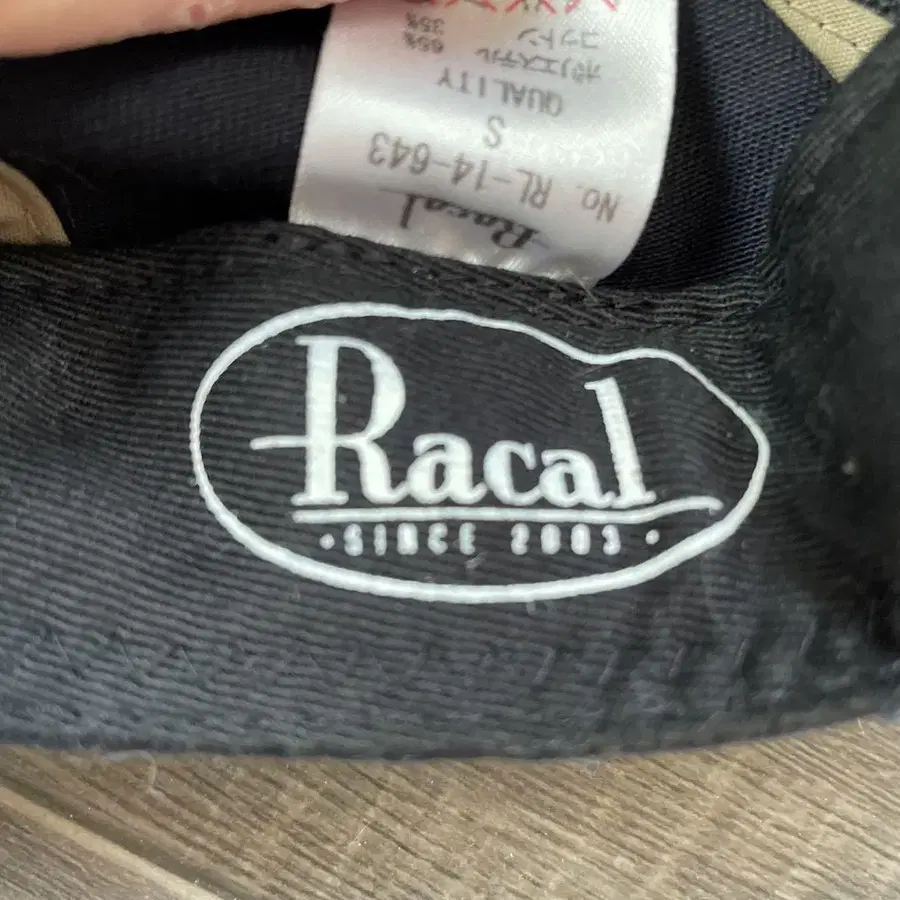 Racal
No. RL-14-643
S
QUALITY
ポリエステル 65%
コットン 35%
Racal
・SINCE 2003・